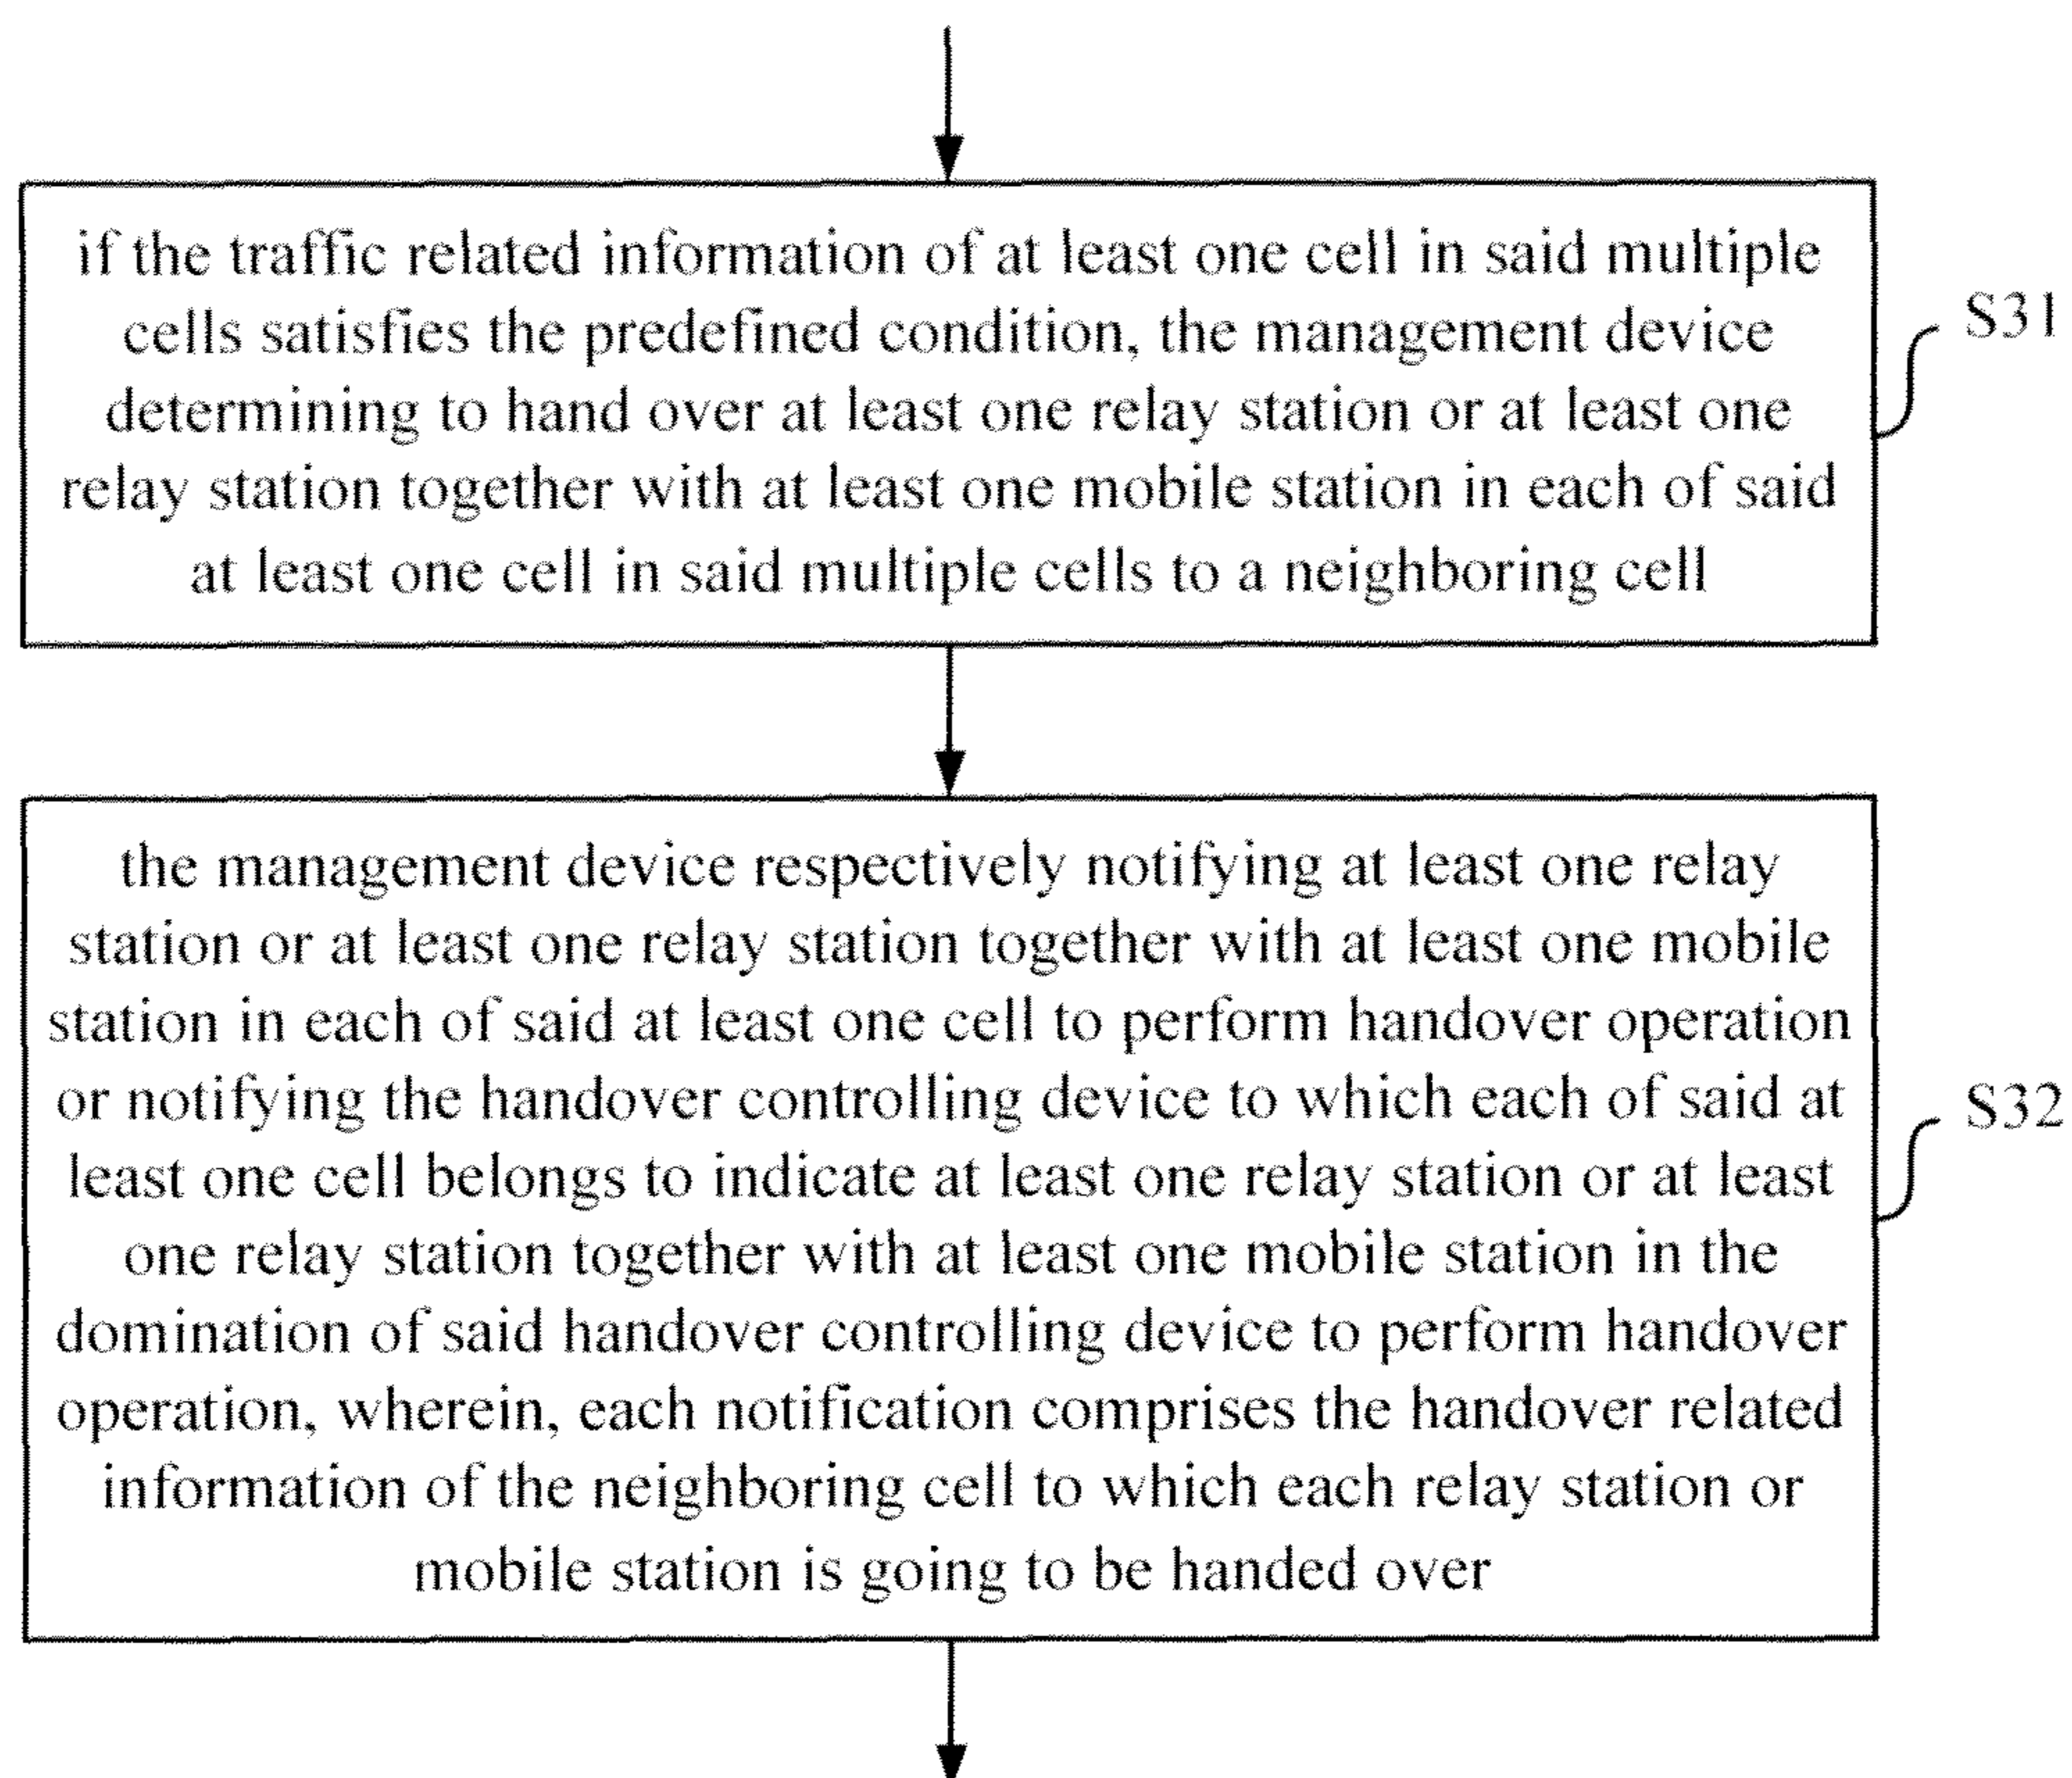 if the traffic related information of at least one cell in said multiple
cells satisfies the predefined condition, the management device
determining to hand over at least one relay station or at least one
relay station together with at least one mobile station in each of said
at least one cell in said multiple cells to a neighboring cell
S31
the management device respectively notifying at least one relay
station or at least one relay station together with at least one mobile
station in each of said at least one cell to perform handover operation
or notifying the handover controlling device to which each of said at
least one cell belongs to indicate at least one relay station or at least
one relay station together with at least one mobile station in the
domination of said handover controlling device to perform handover
operation, wherein, each notification comprises the handover related
information of the neighboring cell to which each relay station or
mobile station is going to be handed over
S32